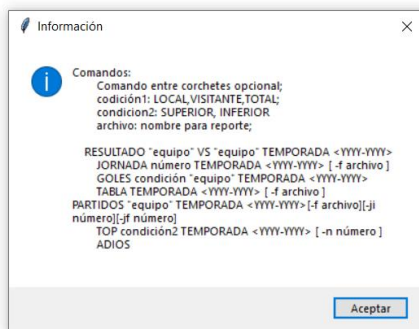 Información
Comandos:
Comando entre corchetes opcional;
codición1: LOCAL,VISITANTE,TOTAL;
condicion2: SUPERIOR, INFERIOR
archivo: nombre para reporte;
RESULTADO "equipo" VS "equipo" TEMPORADA <YYYY-YYYY>
JORNADA número TEMPORADA <YYYY-YYYY> [ -f archivo ]
GOLES condición "equipo" TEMPORADA <YYYY-YYYY>
TABLA TEMPORADA <YYYY-YYYY> [ -f archivo ]
PARTIDOS "equipo" TEMPORADA <YYYY-YYYY>[-f archivo][-ji
número][-jf número]
TOP condición2 TEMPORADA <YYYY-YYYY> [ -n número ]
ADIOS
Aceptar